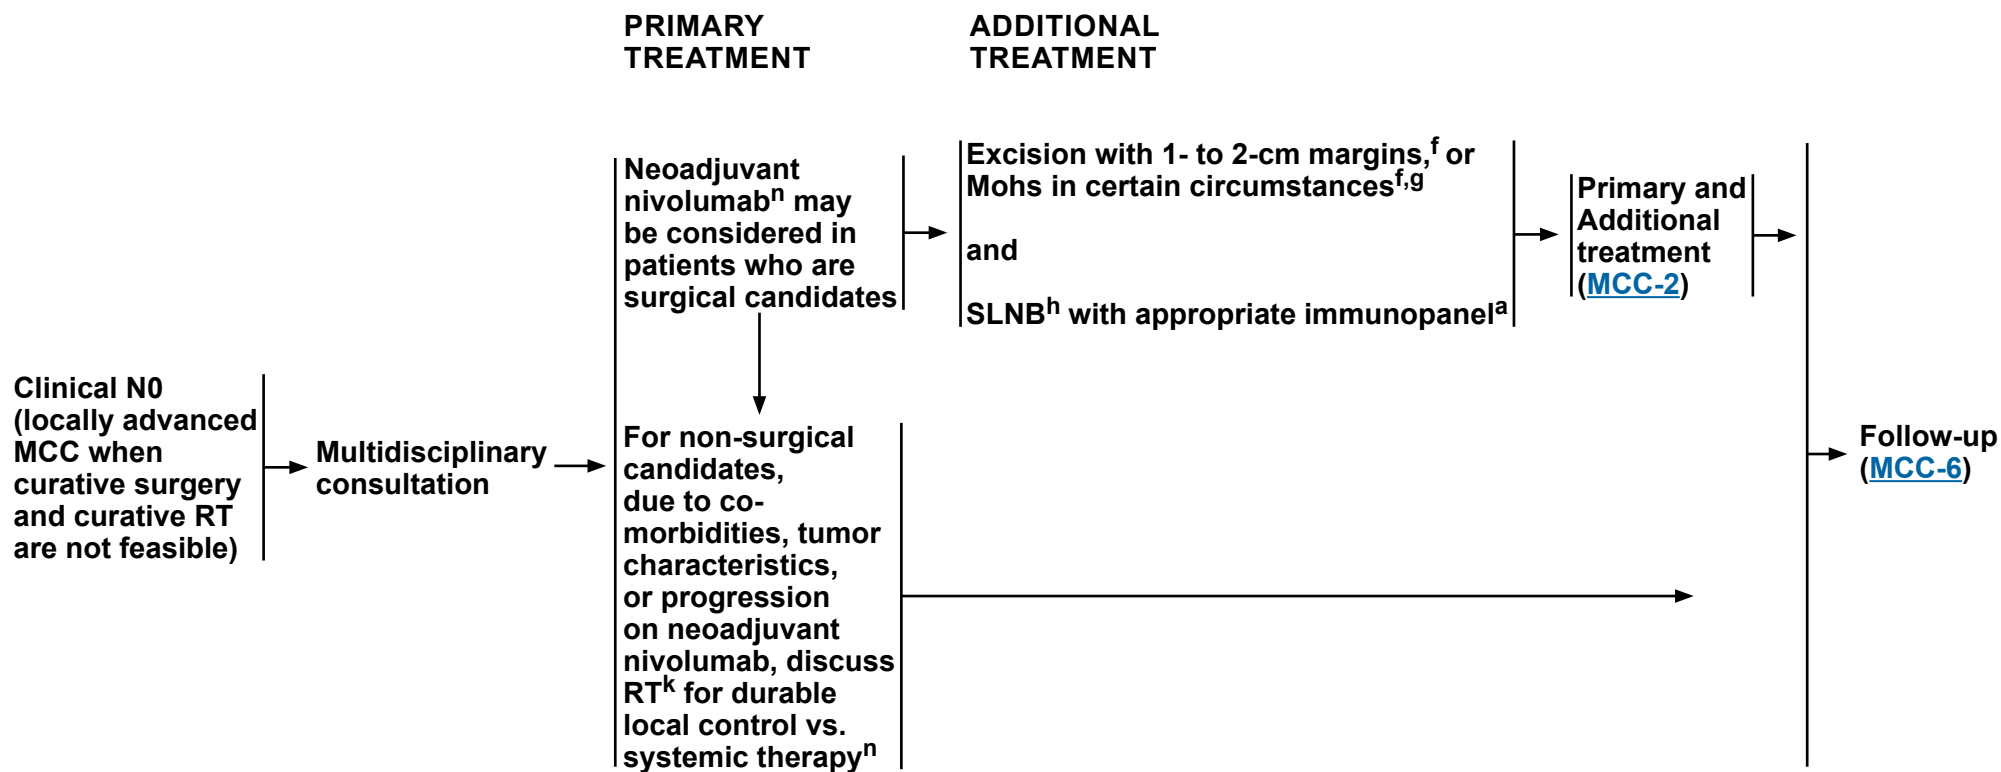 PRIMARY
TREATMENT
ADDITIONAL
TREATMENT
Clinical N0
(locally advanced
MCC when
curative surgery
and curative RT
are not feasible)
Multidisciplinary
consultation
Neoadjuvant
nivolumabⁿ may
be considered in
patients who are
surgical candidates
For non-surgical
candidates,
due to co-
morbidities, tumor
characteristics,
or progression
on neoadjuvant
nivolumab, discuss
RTᵏ for durable
local control vs.
systemic therapyⁿ
Excision with 1- to 2-cm margins,ᶠ or
Mohs in certain circumstancesᶠ,ᵍ
and
SLNBʰ with appropriate immunopanelᵃ
Primary and
Additional
treatment
(MCC-2)
Follow-up
(MCC-6)